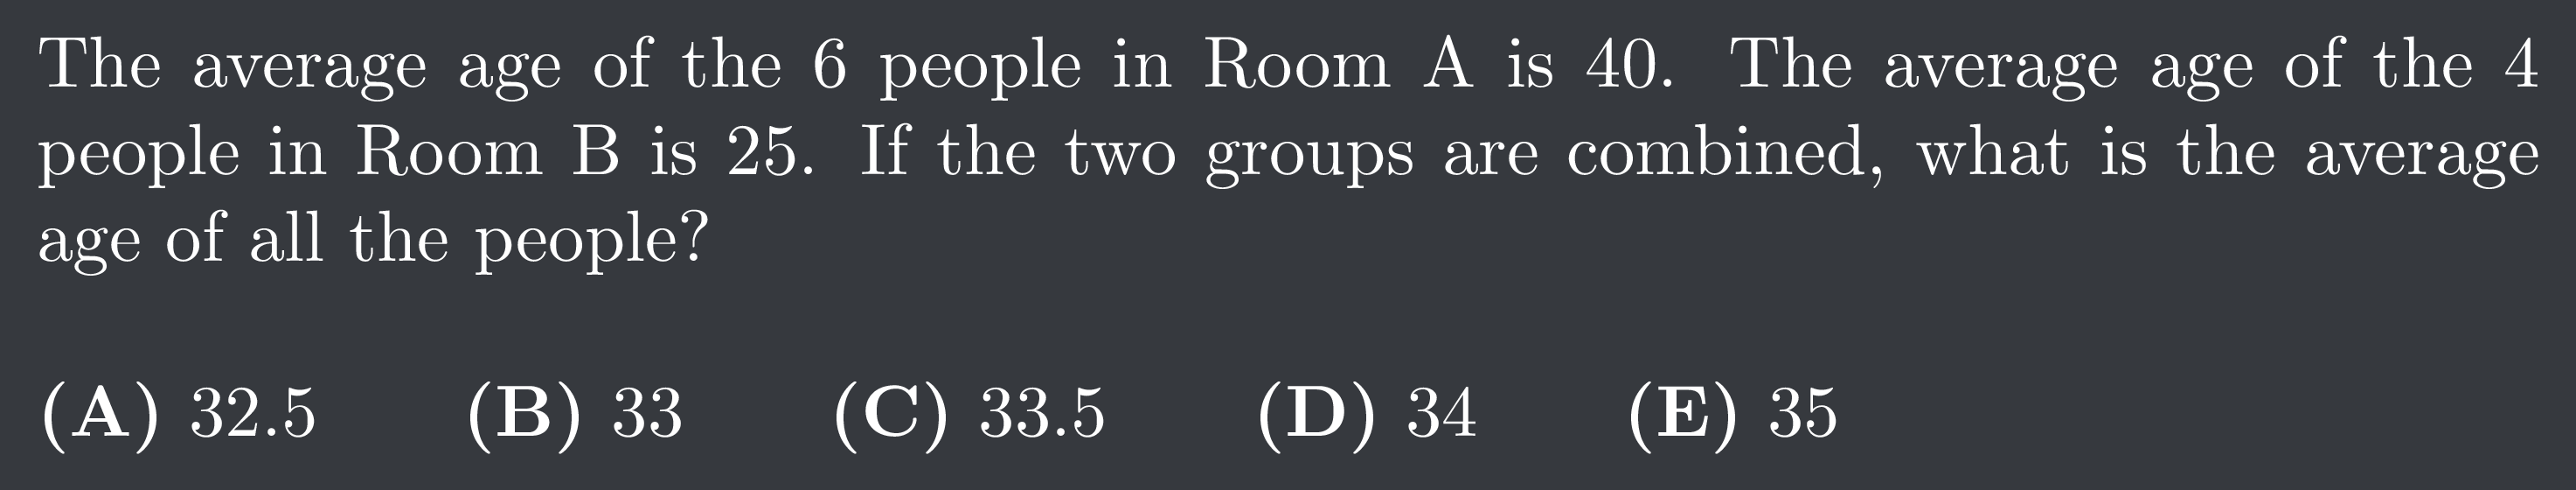 The average age of the 6 people in Room A is 40. The average age of the 4
people in Room B is 25. If the two groups are combined, what is the average
age of all the people?
(A) 32.5 (B) 33 (C) 33.5 (D) 34 (E) 35